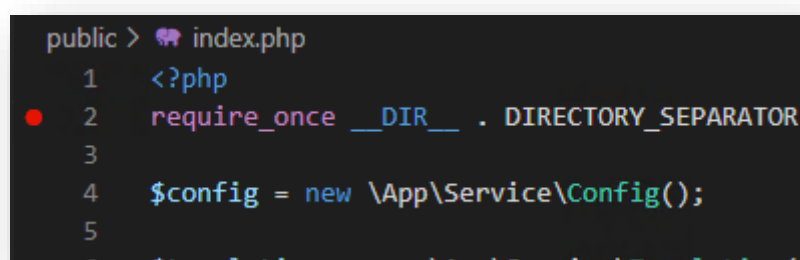 public > index.php
1 <?php
2 require_once __DIR__ . DIRECTORY_SEPARATOR
3
4 $config = new \App\Service\Config();
5